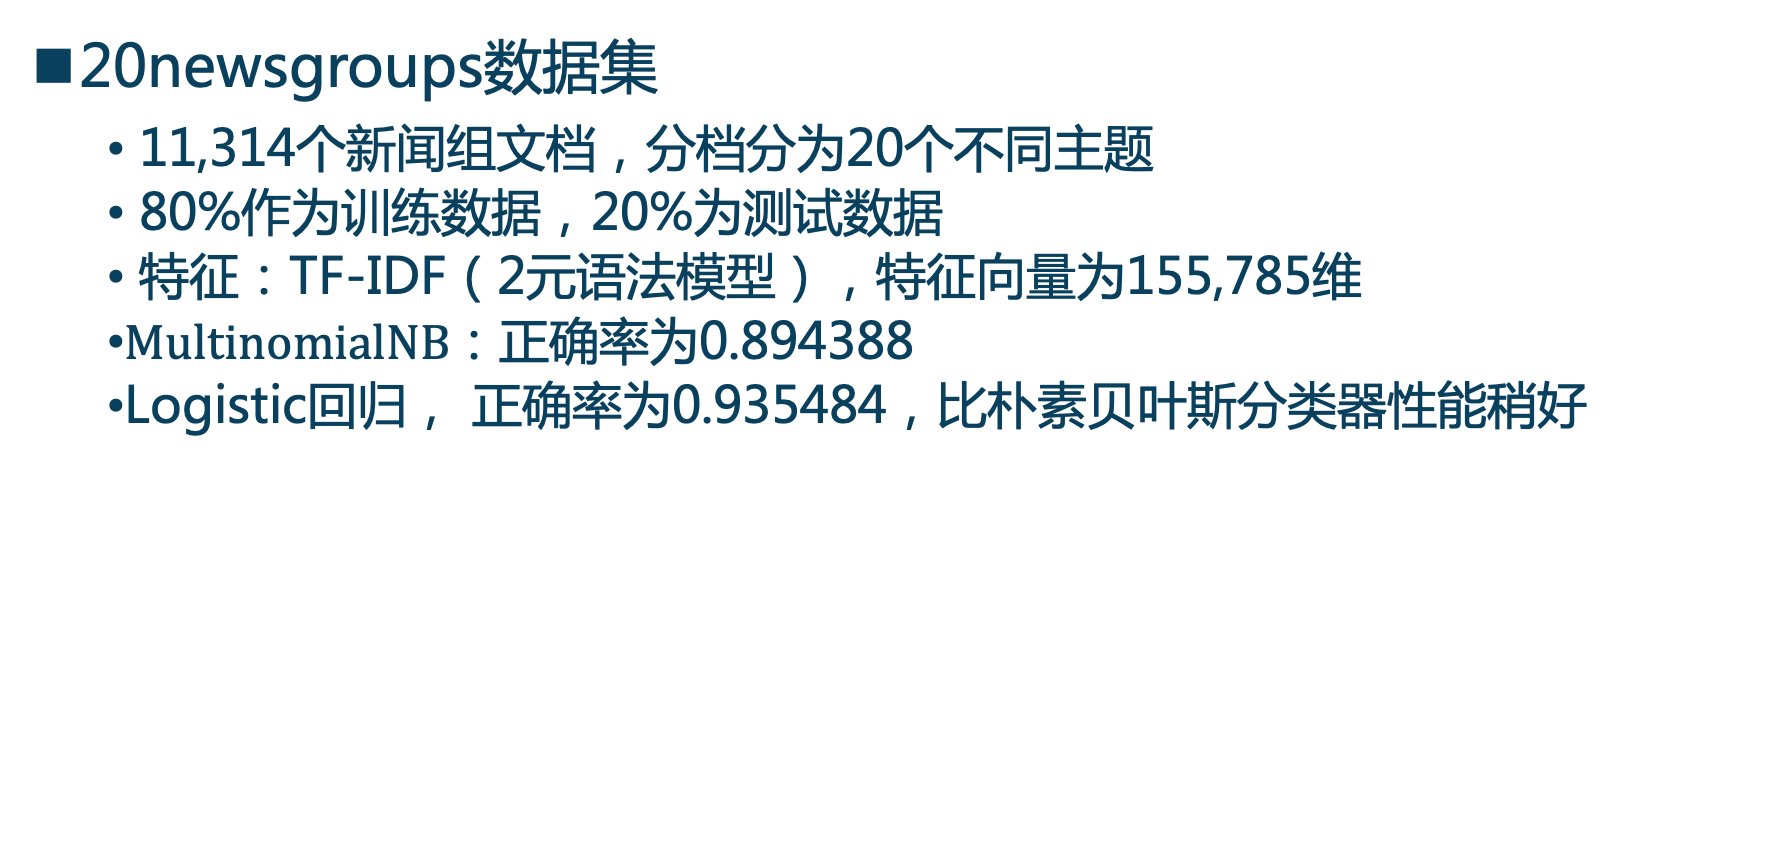 ■20newsgroups数据集
• 11,314个新闻组文档，分档分为20个不同主题
• 80%作为训练数据，20%为测试数据
• 特征：TF-IDF（2元语法模型），特征向量为155,785维
•MultinomialNB：正确率为0.894388
•Logistic回归， 正确率为0.935484，比朴素贝叶斯分类器性能稍好